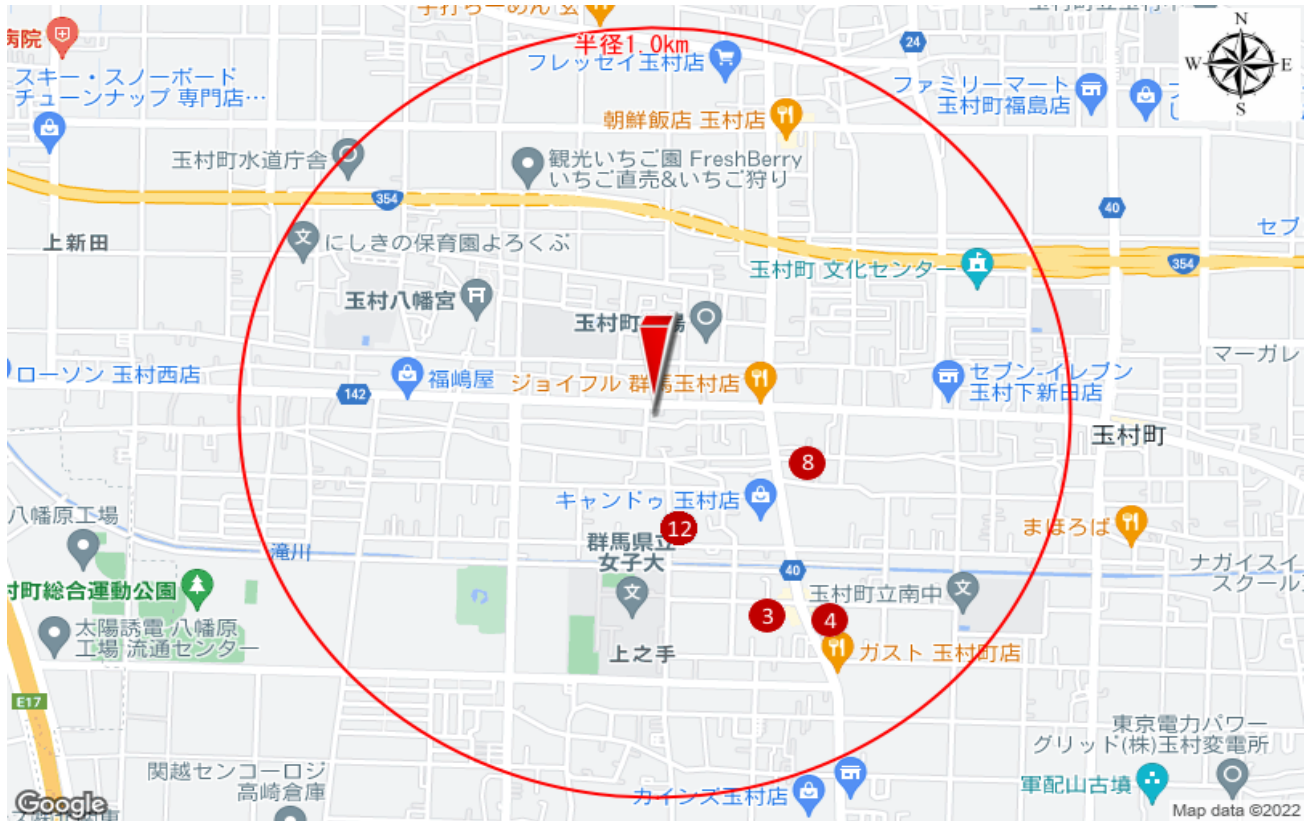 病院
スキー・スノーボード
チューンナップ 専門店…
半径1.0km
フレッセイ玉村店
24
ファミリーマート
玉村町福島店
N
W
E
S
朝鮮飯店 玉村店
玉村町水道庁舎
観光いちご園 FreshBerry
いちご直売&いちご狩り
354
40
上新田
にしきの保育園よろくぶ
セブ
玉村町 文化センター
354
玉村八幡宮
玉村町
マーガレ
ローソン 玉村西店
142
福嶋屋
ジョイフル 群馬玉村店
セブン-イレブン
玉村下新田店
玉村町
8
キャンドゥ 玉村店
12
八幡原工場
滝川
群馬県立
女子大
まほろば
40
ナガイスイ
スクール
村町総合運動公園
玉村町立南中
3
4
太陽誘電 八幡原
工場 流通センター
上之手
ガスト 玉村町店
E17
関越センコーロジ
高崎倉庫
東京電力パワー
グリッド(株)玉村変電所
軍配山古墳
カインズ玉村店
Google
Map data ©2022